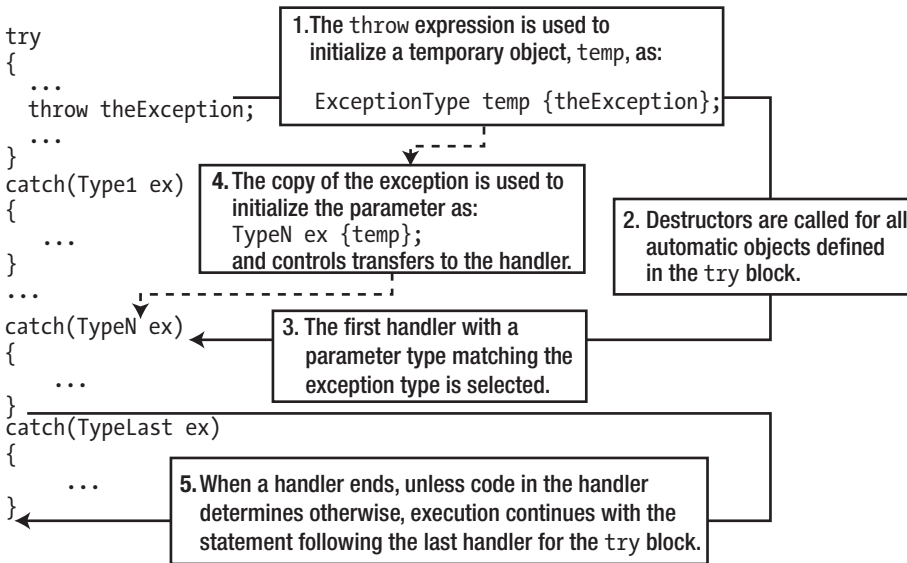 try
{
...
throw theException;
...
}
catch(Type1 ex)
{
...
}
...
catch(TypeN ex)
{
...
}
catch(TypeLast ex)
{
...
}
1.The throw expression is used to
initialize a temporary object, temp, as:
ExceptionType temp {theException};
2. Destructors are called for all
automatic objects defined
in the try block.
3. The first handler with a
parameter type matching the
exception type is selected.
4. The copy of the exception is used to
initialize the parameter as:
TypeN ex {temp};
and controls transfers to the handler.
5. When a handler ends, unless code in the handler
determines otherwise, execution continues with the
statement following the last handler for the try block.